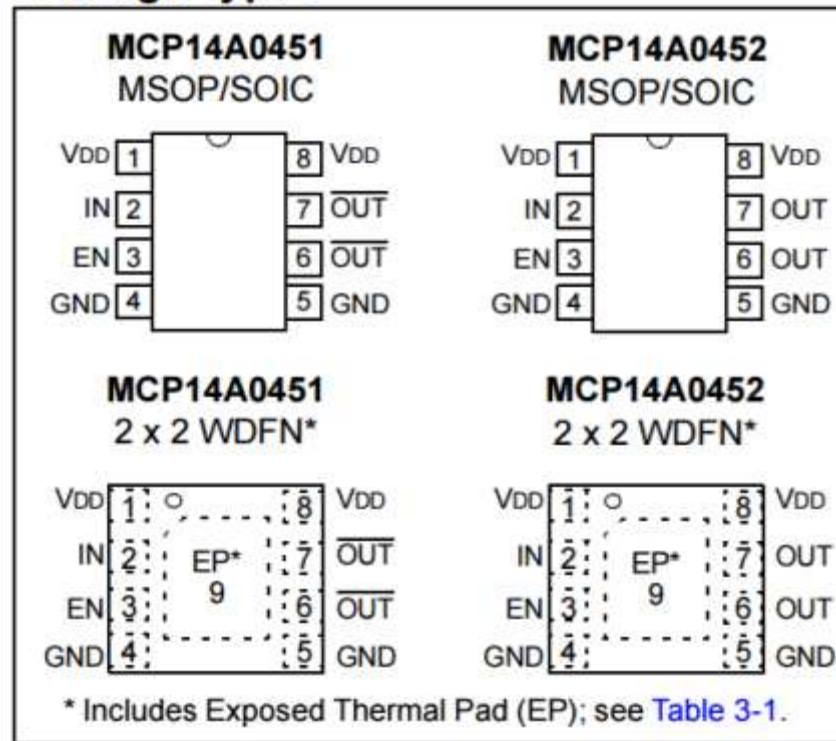 MCP14A0451 MCP14A0452
MSOP/SOIC MSOP/SOIC
VDD 1 8 VDD VDD 1 8 VDD
IN 2 7 O̅U̅T̅ IN 2 7 OUT
EN 3 6 O̅U̅T̅ EN 3 6 OUT
GND 4 5 GND GND 4 5 GND
MCP14A0451 MCP14A0452
2 x 2 WDFN* 2 x 2 WDFN*
VDD 1 8 VDD VDD 1 8 VDD
IN 2 EP* 7 O̅U̅T̅ IN 2 EP* 7 OUT
EN 3 9 6 O̅U̅T̅ EN 3 9 6 OUT
GND 4 5 GND GND 4 5 GND
* Includes Exposed Thermal Pad (EP); see Table 3-1.